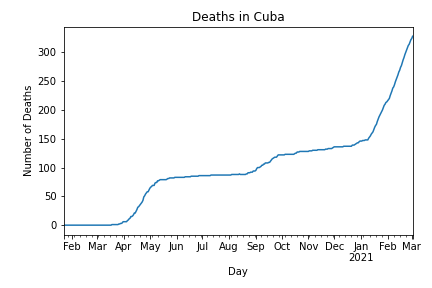 Deaths in Cuba
Number of Deaths
300
250
200
150
100
50
0
Feb Mar Apr May Jun Jul Aug Sep Oct Nov Dec Jan Feb Mar
2021
Day